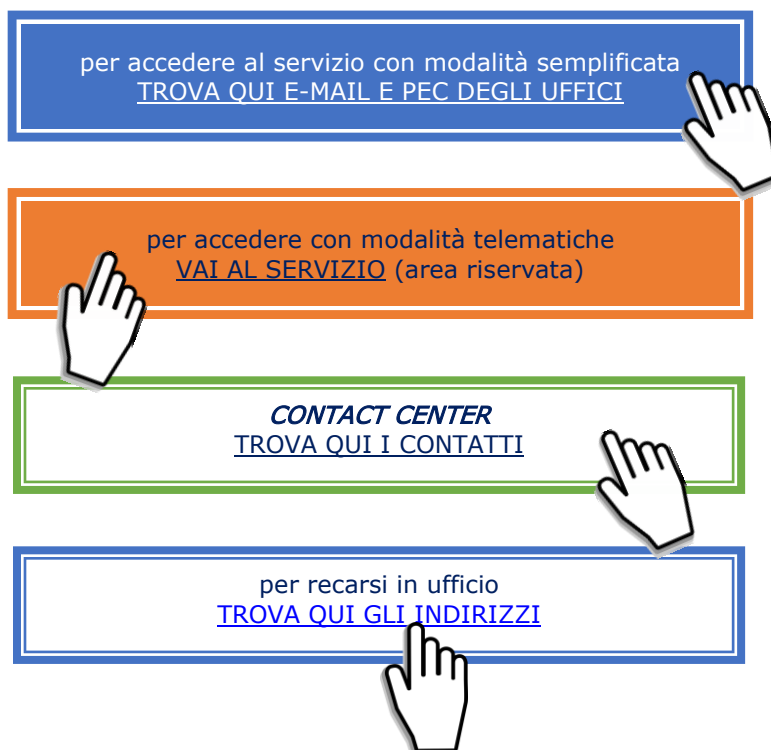 per accedere al servizio con modalità semplificata
TROVA QUI E-MAIL E PEC DEGLI UFFICI
per accedere con modalità telematiche
VAI AL SERVIZIO (area riservata)
CONTACT CENTER
TROVA QUI I CONTATTI
per recarsi in ufficio
TROVA QUI GLI INDIRIZZI